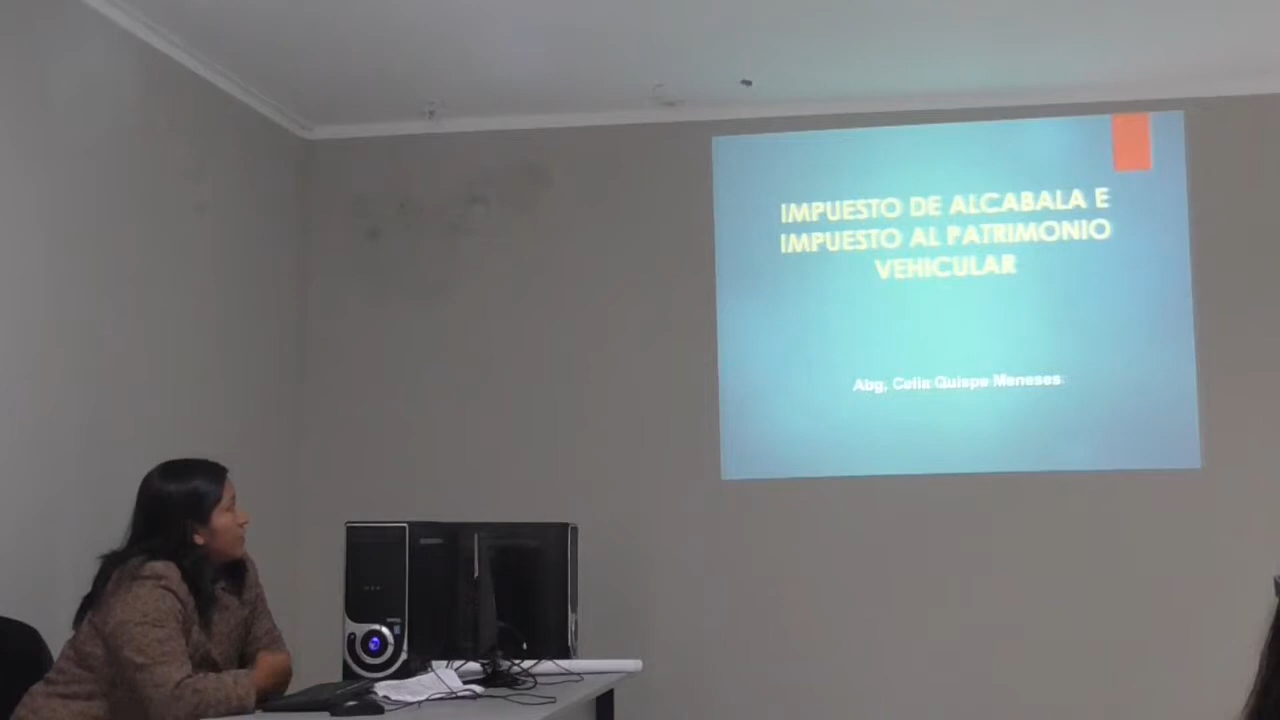 IMPUESTO DE ALCABALA E
IMPUESTO AL PATRIMONIO
VEHICULAR
Abg. Celia Quispe Meneses